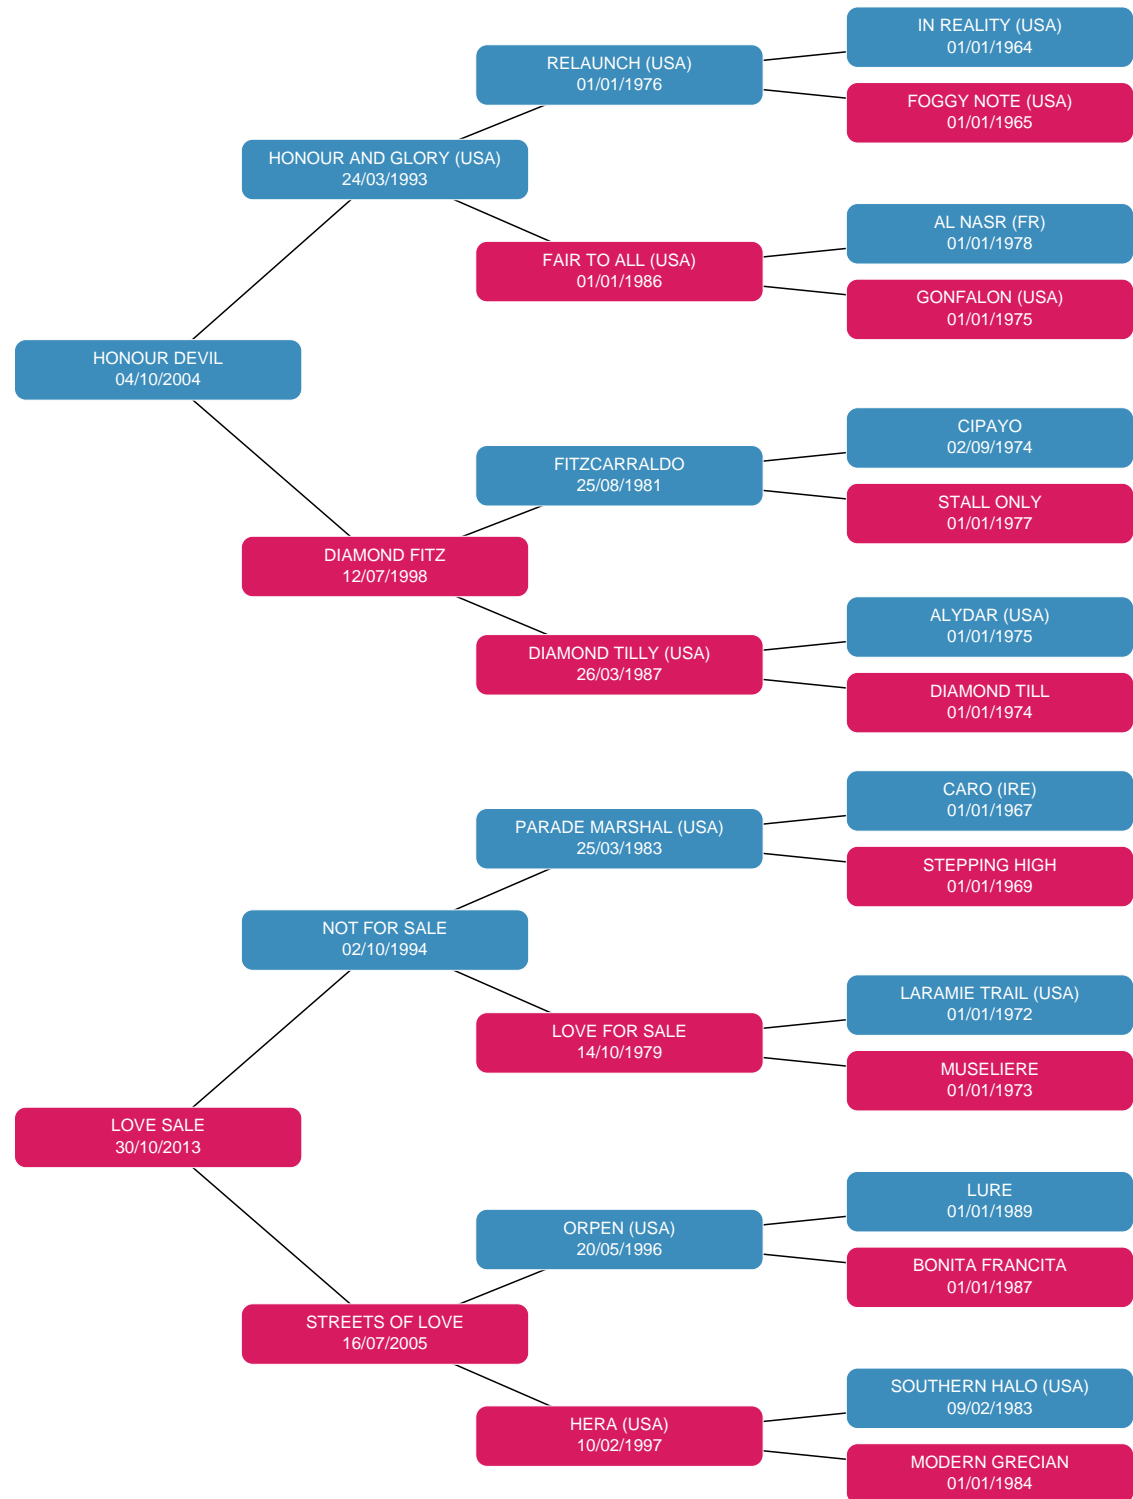 IN REALITY (USA)
01/01/1964
RELAUNCH (USA)
01/01/1976
FOGGY NOTE (USA)
01/01/1965
HONOUR AND GLORY (USA)
24/03/1993
AL NASR (FR)
01/01/1978
FAIR TO ALL (USA)
01/01/1986
GONFALON (USA)
01/01/1975
HONOUR DEVIL
04/10/2004
CIPAYO
02/09/1974
FITZCARRALDO
25/08/1981
STALL ONLY
01/01/1977
DIAMOND FITZ
12/07/1998
ALYDAR (USA)
01/01/1975
DIAMOND TILLY (USA)
26/03/1987
DIAMOND TILL
01/01/1974
CARO (IRE)
01/01/1967
PARADE MARSHAL (USA)
25/03/1983
STEPPING HIGH
01/01/1969
NOT FOR SALE
02/10/1994
LARAMIE TRAIL (USA)
01/01/1972
LOVE FOR SALE
14/10/1979
MUSELIERE
01/01/1973
LOVE SALE
30/10/2013
LURE
01/01/1989
ORPEN (USA)
20/05/1996
BONITA FRANCITA
01/01/1987
STREETS OF LOVE
16/07/2005
SOUTHERN HALO (USA)
09/02/1983
HERA (USA)
10/02/1997
MODERN GRECIAN
01/01/1984